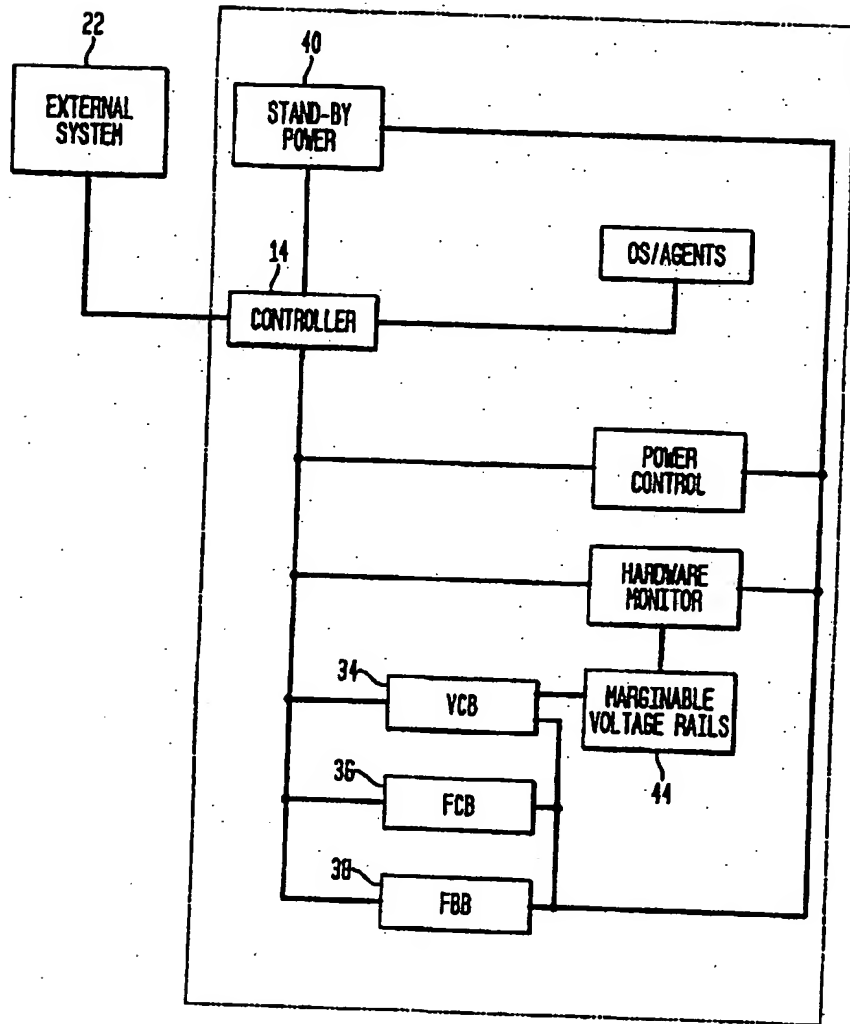 22
EXTERNAL
SYSTEM
40
STAND-BY
POWER
OS/AGENTS
14
CONTROLLER
POWER
CONTROL
HARDWARE
MONITOR
34
VCB
MARGINABLE
VOLTAGE RAILS
44
36
FCB
38
FBB